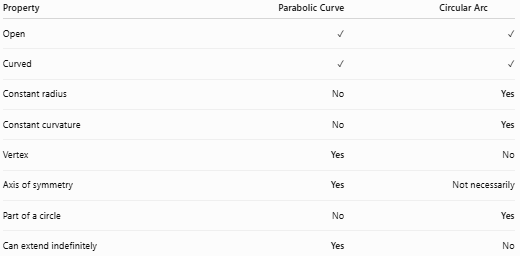 Property Parabolic Curve Circular Arc
Open ✓ ✓
Curved ✓ ✓
Constant radius No Yes
Constant curvature No Yes
Vertex Yes No
Axis of symmetry Yes Not necessarily
Part of a circle No Yes
Can extend indefinitely Yes No